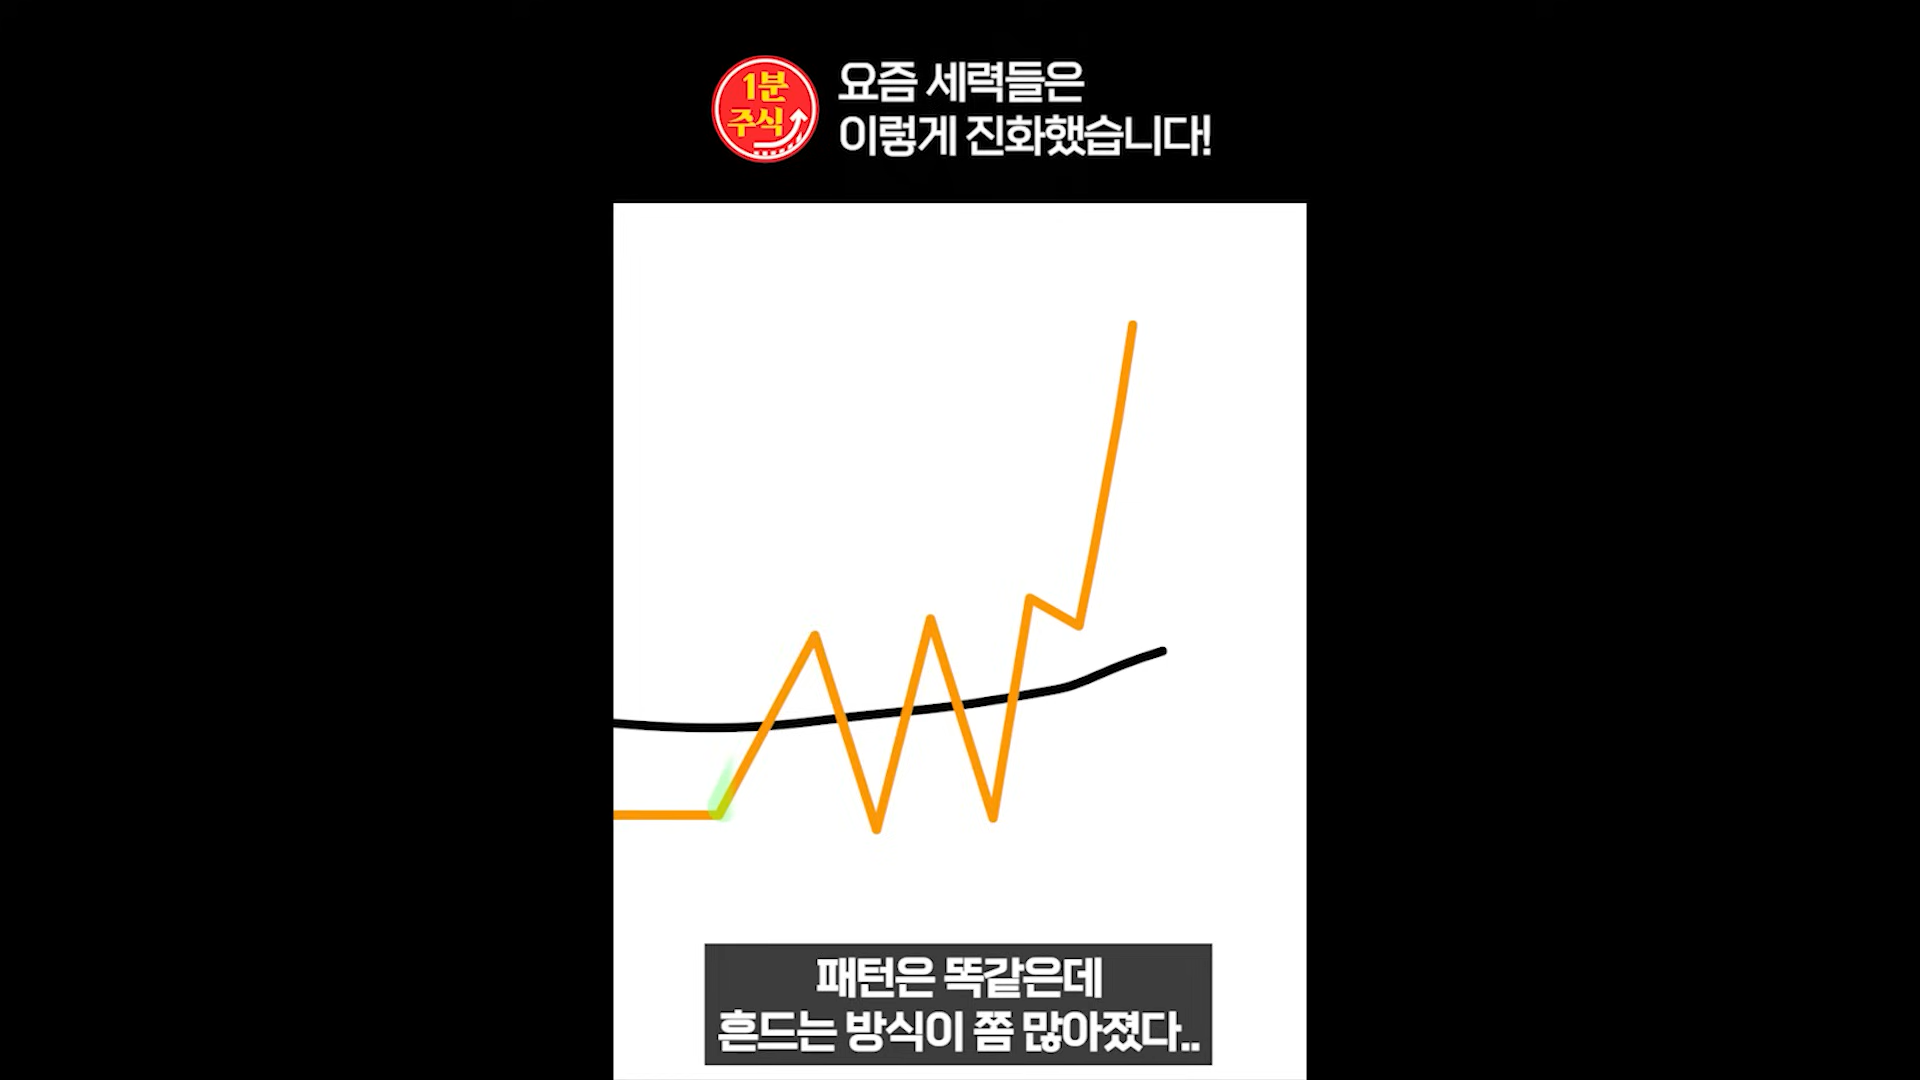 1분
주식
요즘 세력들은
이렇게 진화했습니다!
패턴은 똑같은데
흔드는 방식이 쫌 많아졌다..